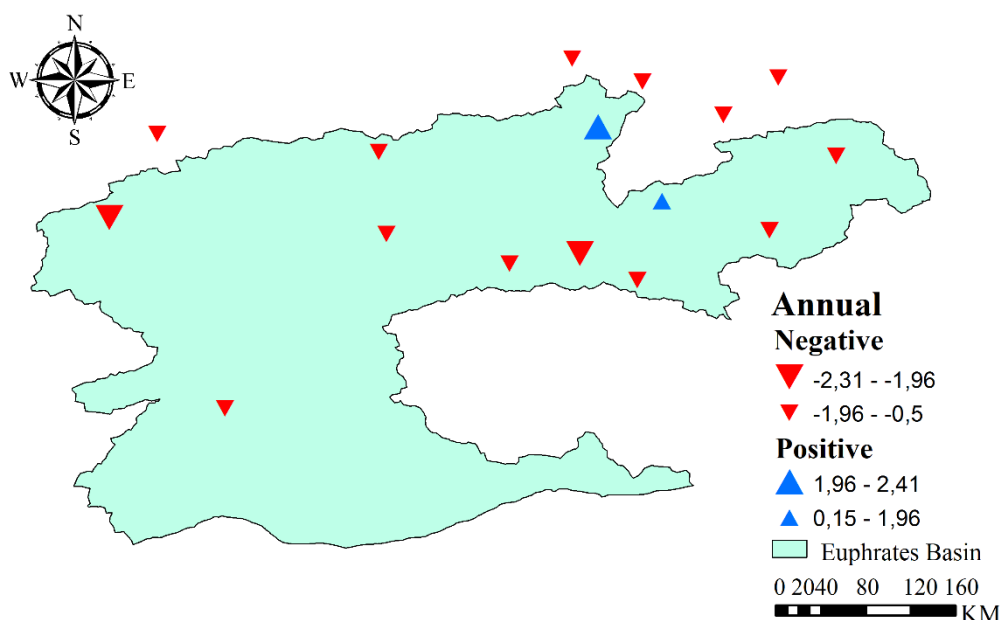 N
W E
S
Annual
Negative
-2,31 - -1,96
-1,96 - -0,5
Positive
1,96 - 2,41
0,15 - 1,96
Euphrates Basin
0 2040 80 120 160
KM